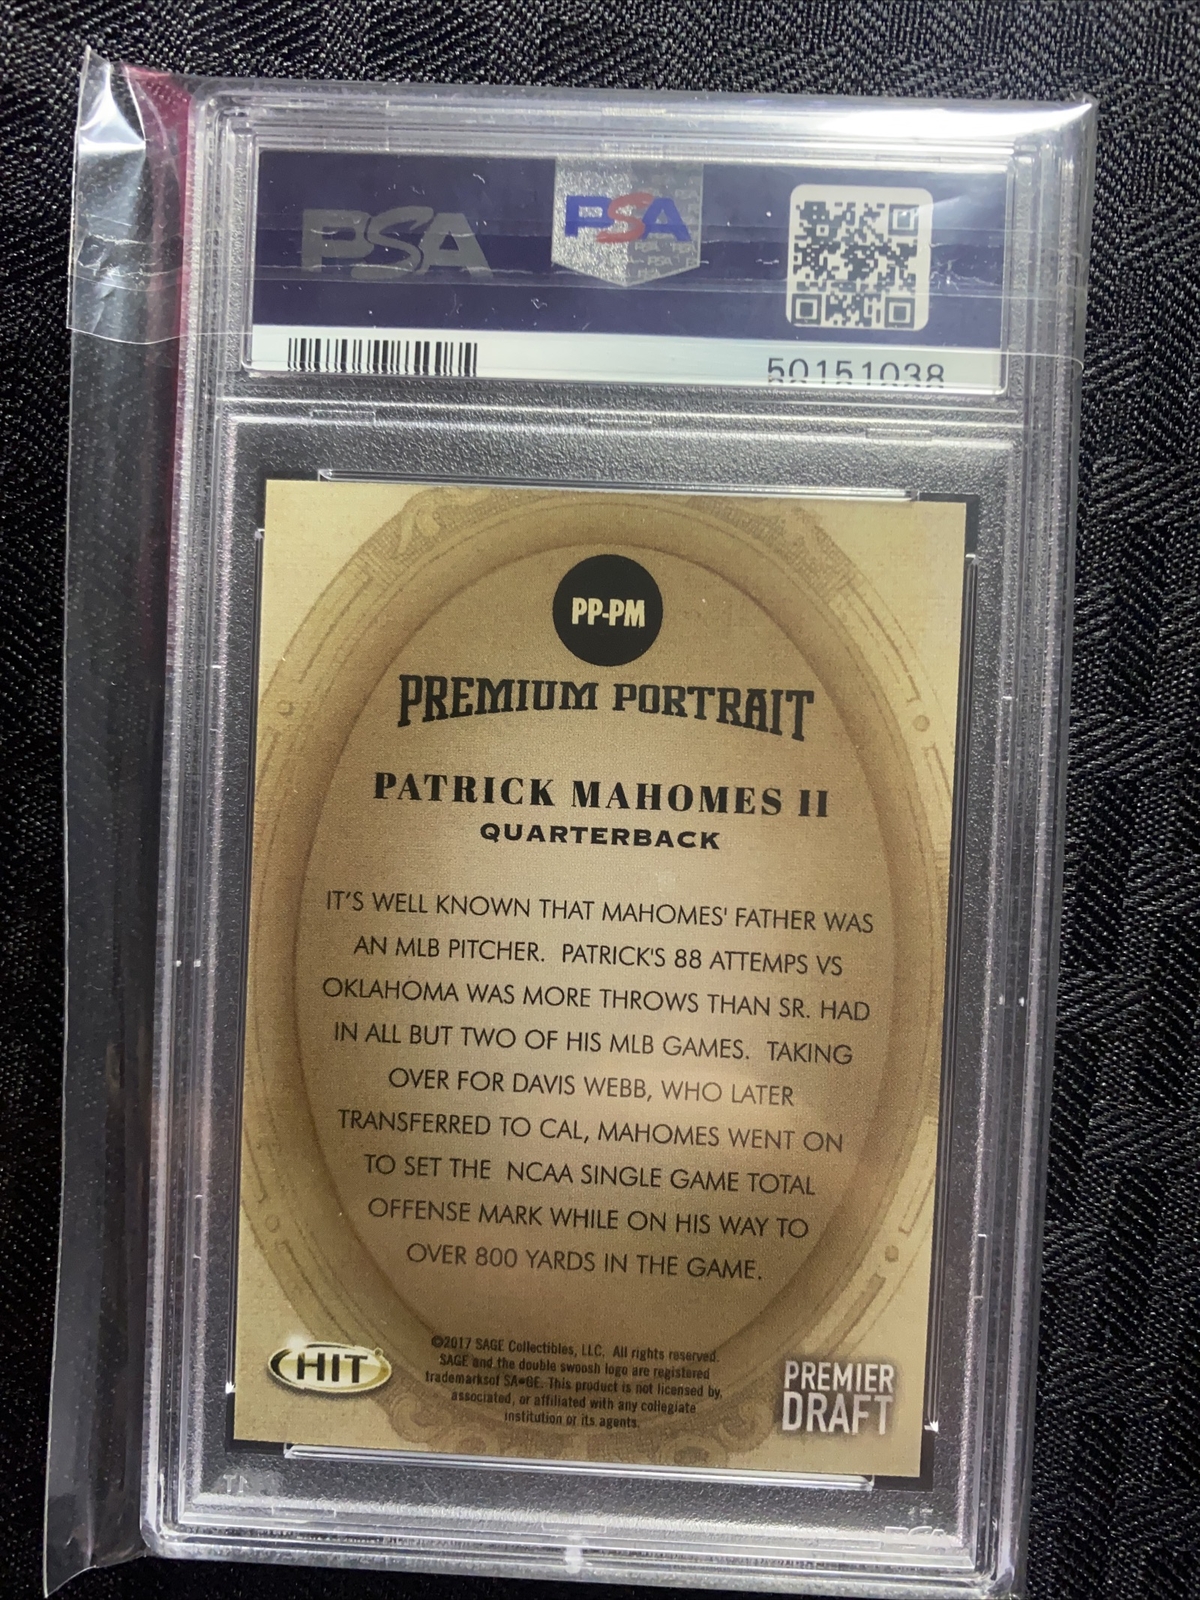 PSA PSA
50151038
PP-PM
PREMIUM PORTRAIT
PATRICK MAHOMES II
QUARTERBACK
IT'S WELL KNOWN THAT MAHOMES' FATHER WAS
AN MLB PITCHER. PATRICK'S 88 ATTEMPS VS
OKLAHOMA WAS MORE THROWS THAN SR. HAD
IN ALL BUT TWO OF HIS MLB GAMES. TAKING
OVER FOR DAVIS WEBB, WHO LATER
TRANSFERRED TO CAL, MAHOMES WENT ON
TO SET THE NCAA SINGLE GAME TOTAL
OFFENSE MARK WHILE ON HIS WAY TO
OVER 800 YARDS IN THE GAME.
HIT
©2017 SAGE Collectibles, LLC. All rights reserved.
SAGE and the double swoosh logo are registered
trademarksof SA•GE. This product is not licensed by,
associated, or affiliated with any collegiate
institution or its agents.
PREMIER
DRAFT